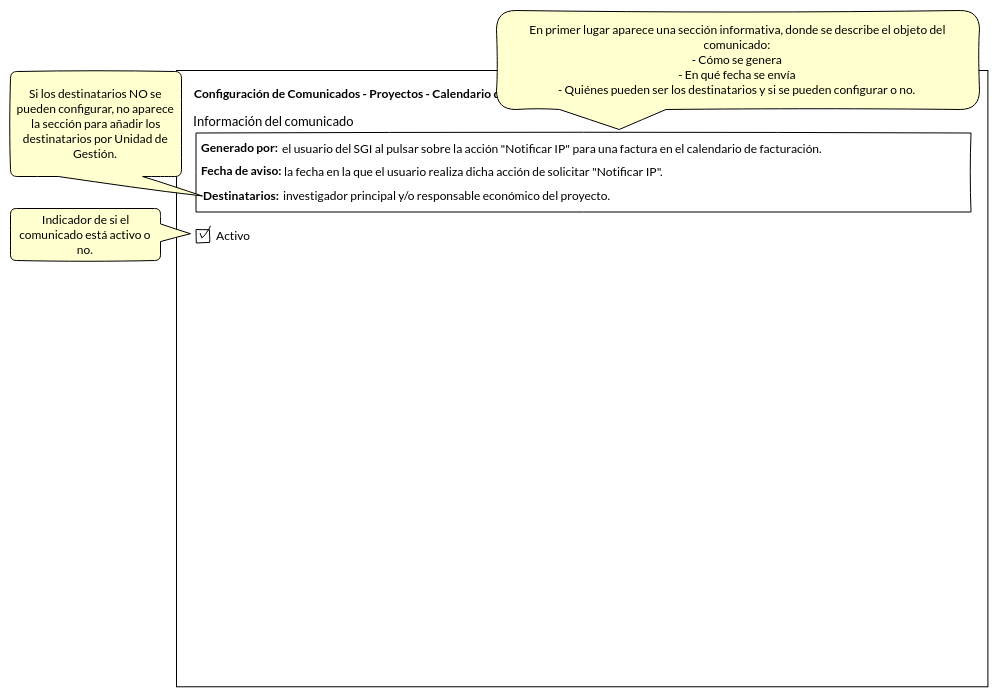 En primer lugar aparece una sección informativa, donde se describe el objeto del
comunicado:
- Cómo se genera
- En qué fecha se envía
- Quiénes pueden ser los destinatarios y si se pueden configurar o no.
Si los destinatarios NO se
pueden configurar, no aparece
la sección para añadir los
destinatarios por Unidad de
Gestión.
Configuración de Comunicados - Proyectos - Calendario
Información del comunicado
Generado por: el usuario del SGI al pulsar sobre la acción "Notificar IP" para una factura en el calendario de facturación.
Fecha de aviso: la fecha en la que el usuario realiza dicha acción de solicitar "Notificar IP".
Destinatarios: investigador principal y/o responsable económico del proyecto.
Indicador de si el
comunicado está activo o
no.
Activo